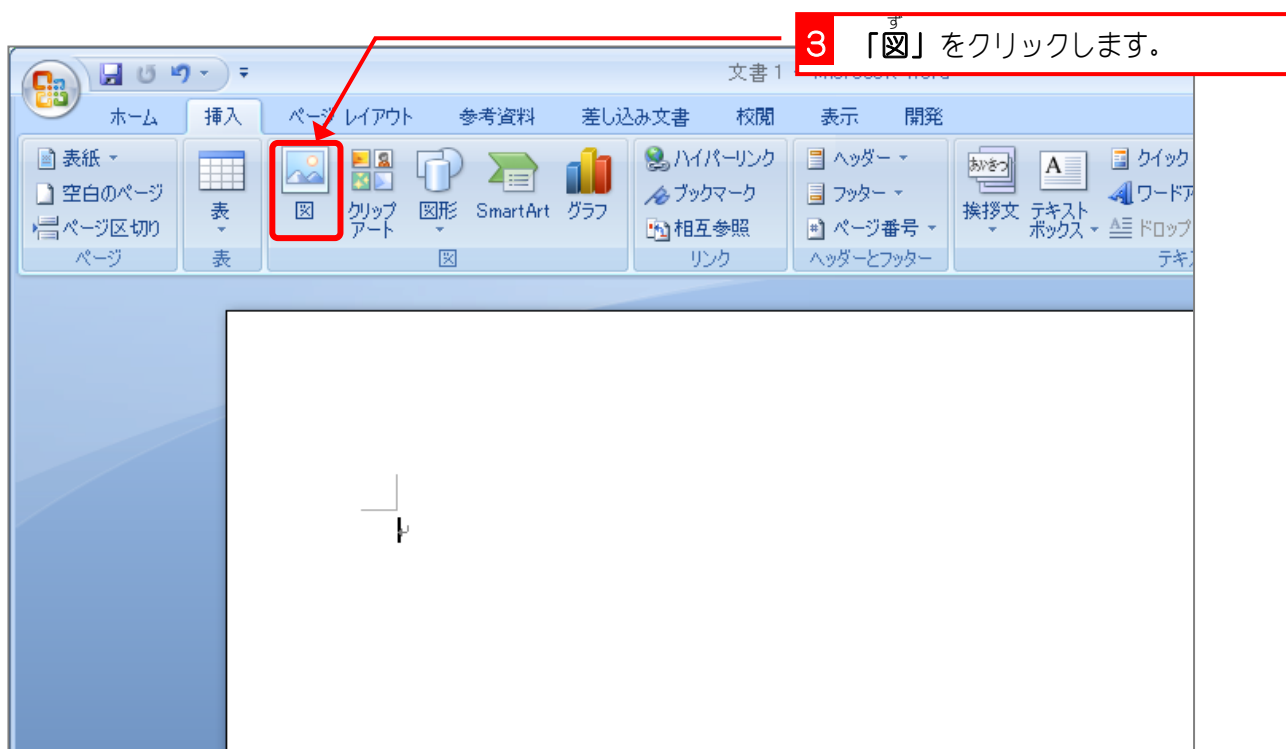 ず
3 「図」をクリックします。
文書 1
ホーム 挿入 ページ レイアウト 参考資料 差し込み文書 校閲 表示 開発
表紙
空白のページ
ページ区切り
ページ
表
表
図
クリップ
アート
図形
SmartArt
グラフ
図
ハイパーリンク
ブックマーク
相互参照
リンク
ヘッダー
フッター
ページ番号
ヘッダーとフッター
あいさつ
挨拶文
A
テキスト
ボックス
クイック
ワードア
ドロップ
テキ